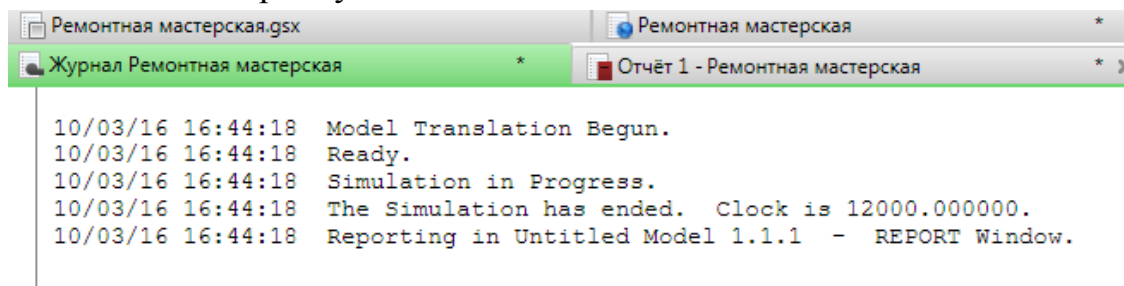 Ремонтная мастерская.gsx Ремонтная мастерская *
Журнал Ремонтная мастерская * Отчёт 1 - Ремонтная мастерская *
10/03/16 16:44:18 Model Translation Begun.
10/03/16 16:44:18 Ready.
10/03/16 16:44:18 Simulation in Progress.
10/03/16 16:44:18 The Simulation has ended. Clock is 12000.000000.
10/03/16 16:44:18 Reporting in Untitled Model 1.1.1 - REPORT Window.